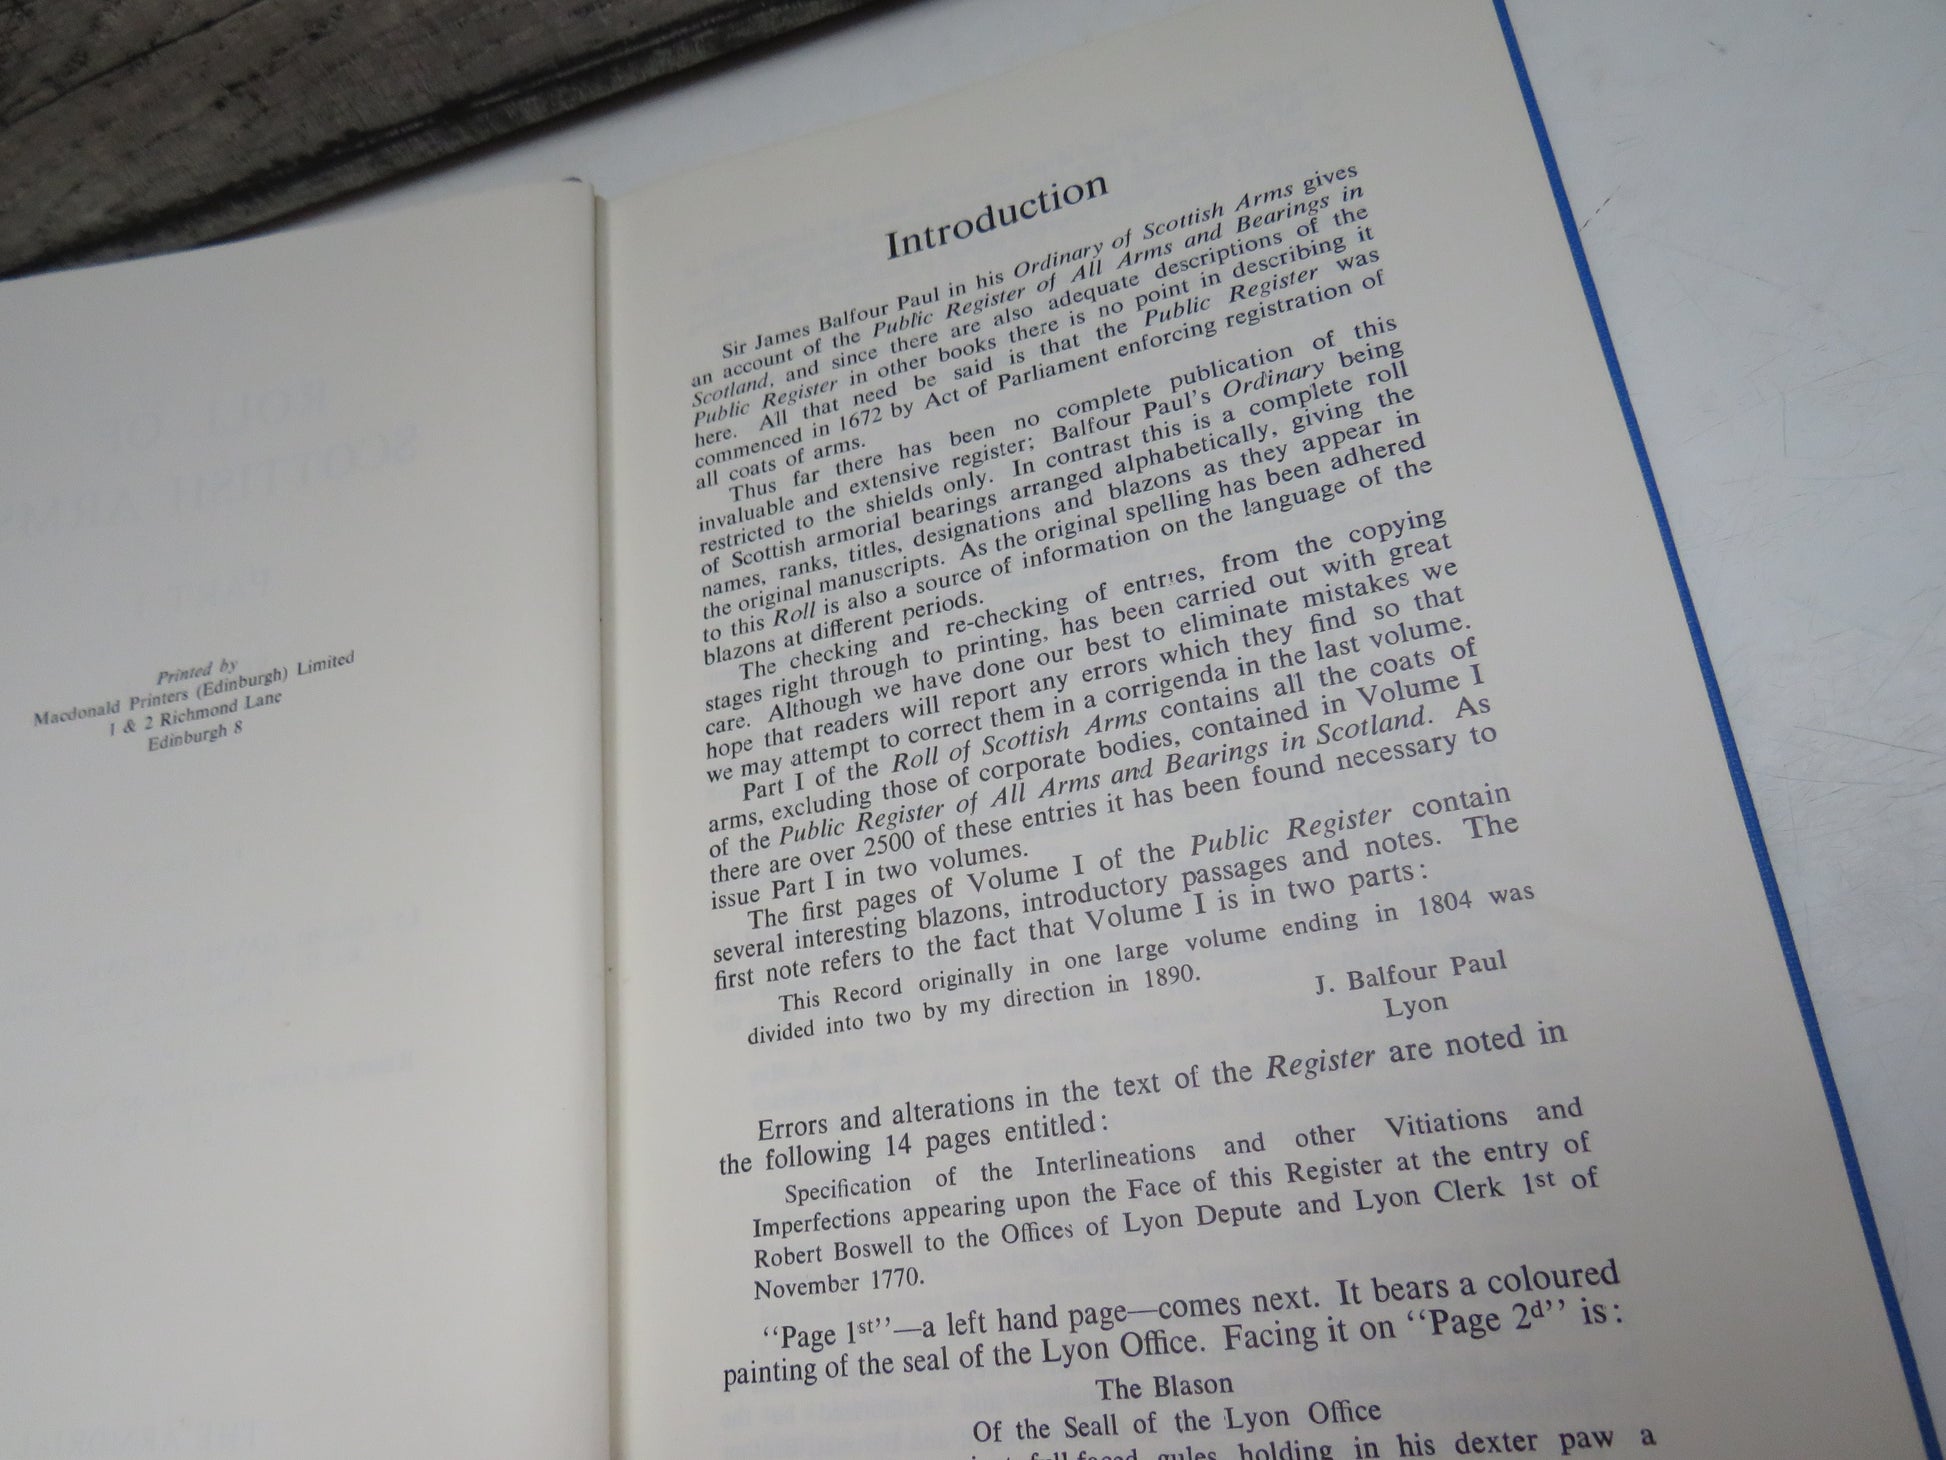 Printed by
Macdonald Printers (Edinburgh) Limited
1 & 2 Richmond Lane
Edinburgh 8
Introduction
Sir James Balfour Paul in his Ordinary of Scottish Arms gives
an account of the Public Register of All Arms and Bearings in
Scotland, and since there are also adequate descriptions of the
Public Register in other books there is no point in describing it
here. All that need be said is that the Public Register was
commenced in 1672 by Act of Parliament enforcing registration of
all coats of arms.
Thus far there has been no complete publication of this
invaluable and extensive register; Balfour Paul's Ordinary being
restricted to the shields only. In contrast this is a complete roll
of Scottish armorial bearings arranged alphabetically, giving the
names, ranks, titles, designations and blazons as they appear in
the original manuscripts. As the original spelling has been adhered
to this Roll is also a source of information on the language of the
blazons at different periods.
The checking and re-checking of entries, from the copying
stages right through to printing, has been carried out with great
care. Although we have done our best to eliminate mistakes we
hope that readers will report any errors which they find so that
we may attempt to correct them in a corrigenda in the last volume.
Part I of the Roll of Scottish Arms contains all the coats of
arms, excluding those of corporate bodies, contained in Volume I
of the Public Register of All Arms and Bearings in Scotland. As
there are over 2500 of these entries it has been found necessary to
issue Part I in two volumes.
The first pages of Volume I of the Public Register contain
several interesting blazons, introductory passages and notes. The
first note refers to the fact that Volume I is in two parts:
This Record originally in one large volume ending in 1804 was
divided into two by my direction in 1890.
J. Balfour Paul
Lyon
Errors and alterations in the text of the Register are noted in
the following 14 pages entitled:
Specification of the Interlineations and other Vitiations and
Imperfections appearing upon the Face of this Register at the entry of
Robert Boswell to the Offices of Lyon Depute and Lyon Clerk 1st of
November 1770.
“Page 1st”—a left hand page—comes next. It bears a coloured
painting of the seal of the Lyon Office. Facing it on “Page 2d” is:
The Blason
Of the Seall of the Lyon Office
full-faced gules holding in his dexter paw a